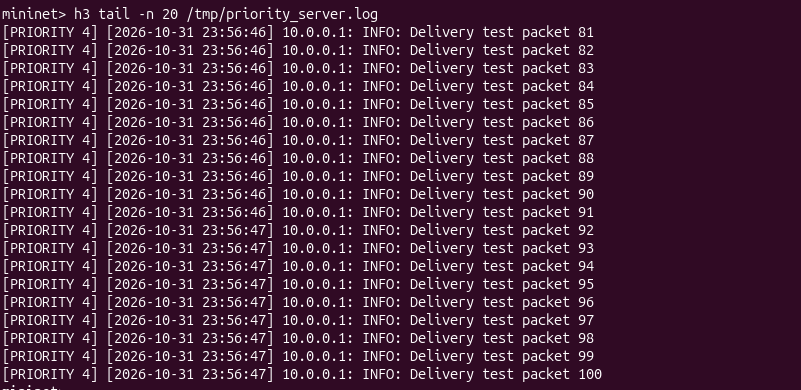 mininet> h3 tail -n 20 /tmp/priority_server.log
[PRIORITY 4] [2026-10-31 23:56:46] 10.0.0.1: INFO: Delivery test packet 81
[PRIORITY 4] [2026-10-31 23:56:46] 10.0.0.1: INFO: Delivery test packet 82
[PRIORITY 4] [2026-10-31 23:56:46] 10.0.0.1: INFO: Delivery test packet 83
[PRIORITY 4] [2026-10-31 23:56:46] 10.0.0.1: INFO: Delivery test packet 84
[PRIORITY 4] [2026-10-31 23:56:46] 10.0.0.1: INFO: Delivery test packet 85
[PRIORITY 4] [2026-10-31 23:56:46] 10.0.0.1: INFO: Delivery test packet 86
[PRIORITY 4] [2026-10-31 23:56:46] 10.0.0.1: INFO: Delivery test packet 87
[PRIORITY 4] [2026-10-31 23:56:46] 10.0.0.1: INFO: Delivery test packet 88
[PRIORITY 4] [2026-10-31 23:56:46] 10.0.0.1: INFO: Delivery test packet 89
[PRIORITY 4] [2026-10-31 23:56:46] 10.0.0.1: INFO: Delivery test packet 90
[PRIORITY 4] [2026-10-31 23:56:46] 10.0.0.1: INFO: Delivery test packet 91
[PRIORITY 4] [2026-10-31 23:56:47] 10.0.0.1: INFO: Delivery test packet 92
[PRIORITY 4] [2026-10-31 23:56:47] 10.0.0.1: INFO: Delivery test packet 93
[PRIORITY 4] [2026-10-31 23:56:47] 10.0.0.1: INFO: Delivery test packet 94
[PRIORITY 4] [2026-10-31 23:56:47] 10.0.0.1: INFO: Delivery test packet 95
[PRIORITY 4] [2026-10-31 23:56:47] 10.0.0.1: INFO: Delivery test packet 96
[PRIORITY 4] [2026-10-31 23:56:47] 10.0.0.1: INFO: Delivery test packet 97
[PRIORITY 4] [2026-10-31 23:56:47] 10.0.0.1: INFO: Delivery test packet 98
[PRIORITY 4] [2026-10-31 23:56:47] 10.0.0.1: INFO: Delivery test packet 99
[PRIORITY 4] [2026-10-31 23:56:47] 10.0.0.1: INFO: Delivery test packet 100